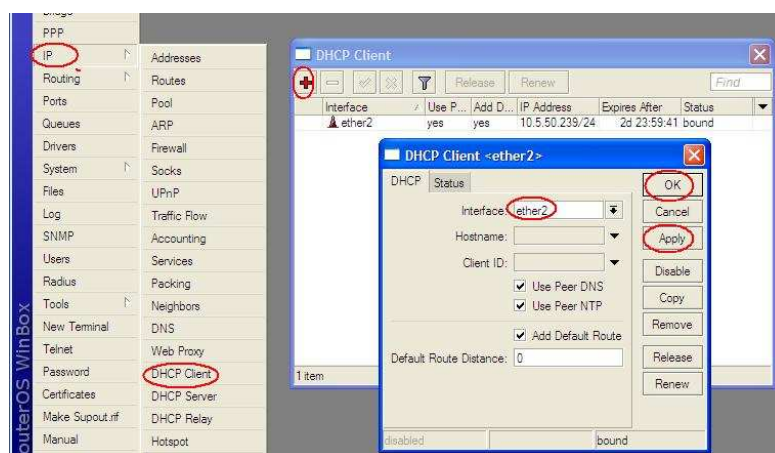 PPP
IP
Routing
Ports
Queues
Drivers
System
Files
Log
SNMP
Users
Radius
Tools
New Terminal
Telnet
Password
Certificates
Make Supout.rif
Manual
Addresses
Routes
Pool
ARP
Firewall
Socks
UPnP
Traffic Flow
Accounting
Services
Packing
Neighbors
DNS
Web Proxy
DHCP Client
DHCP Server
DHCP Relay
Hotspot
uterOS WinBox
DHCP Client
Release Renew Find
Interface / Use P... Add D... IP Address Expires After Status
ether2 yes yes 10.5.50.239/24 2d 23:59:41 bound
1 item
DHCP Client <ether2>
DHCP Status
Interface: ether2
Hostname:
Client ID:
Use Peer DNS
Use Peer NTP
Add Default Route
Default Route Distance: 0
OK
Cancel
Apply
Disable
Copy
Remove
Release
Renew
disabled bound